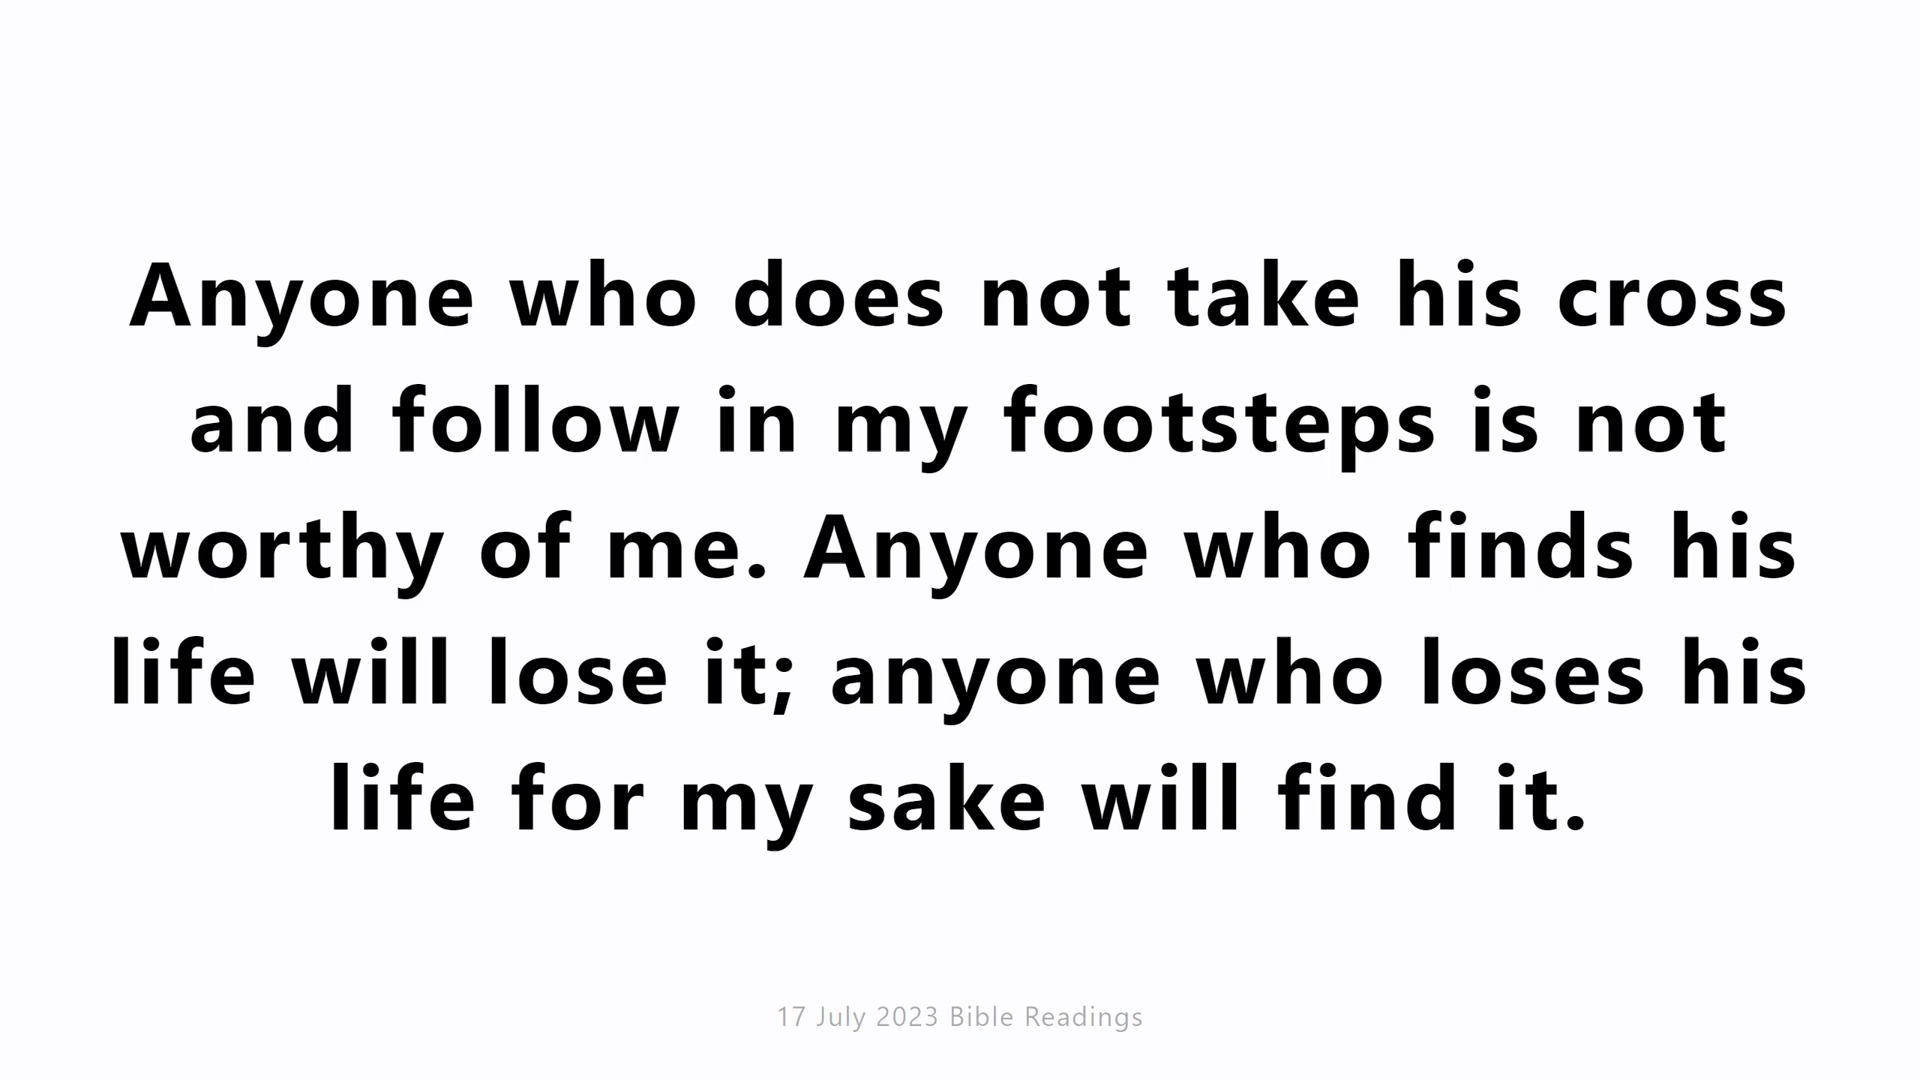 Anyone who does not take his cross
and follow in my footsteps is not
worthy of me. Anyone who finds his
life will lose it; anyone who loses his
life for my sake will find it.
17 July 2023 Bible Readings